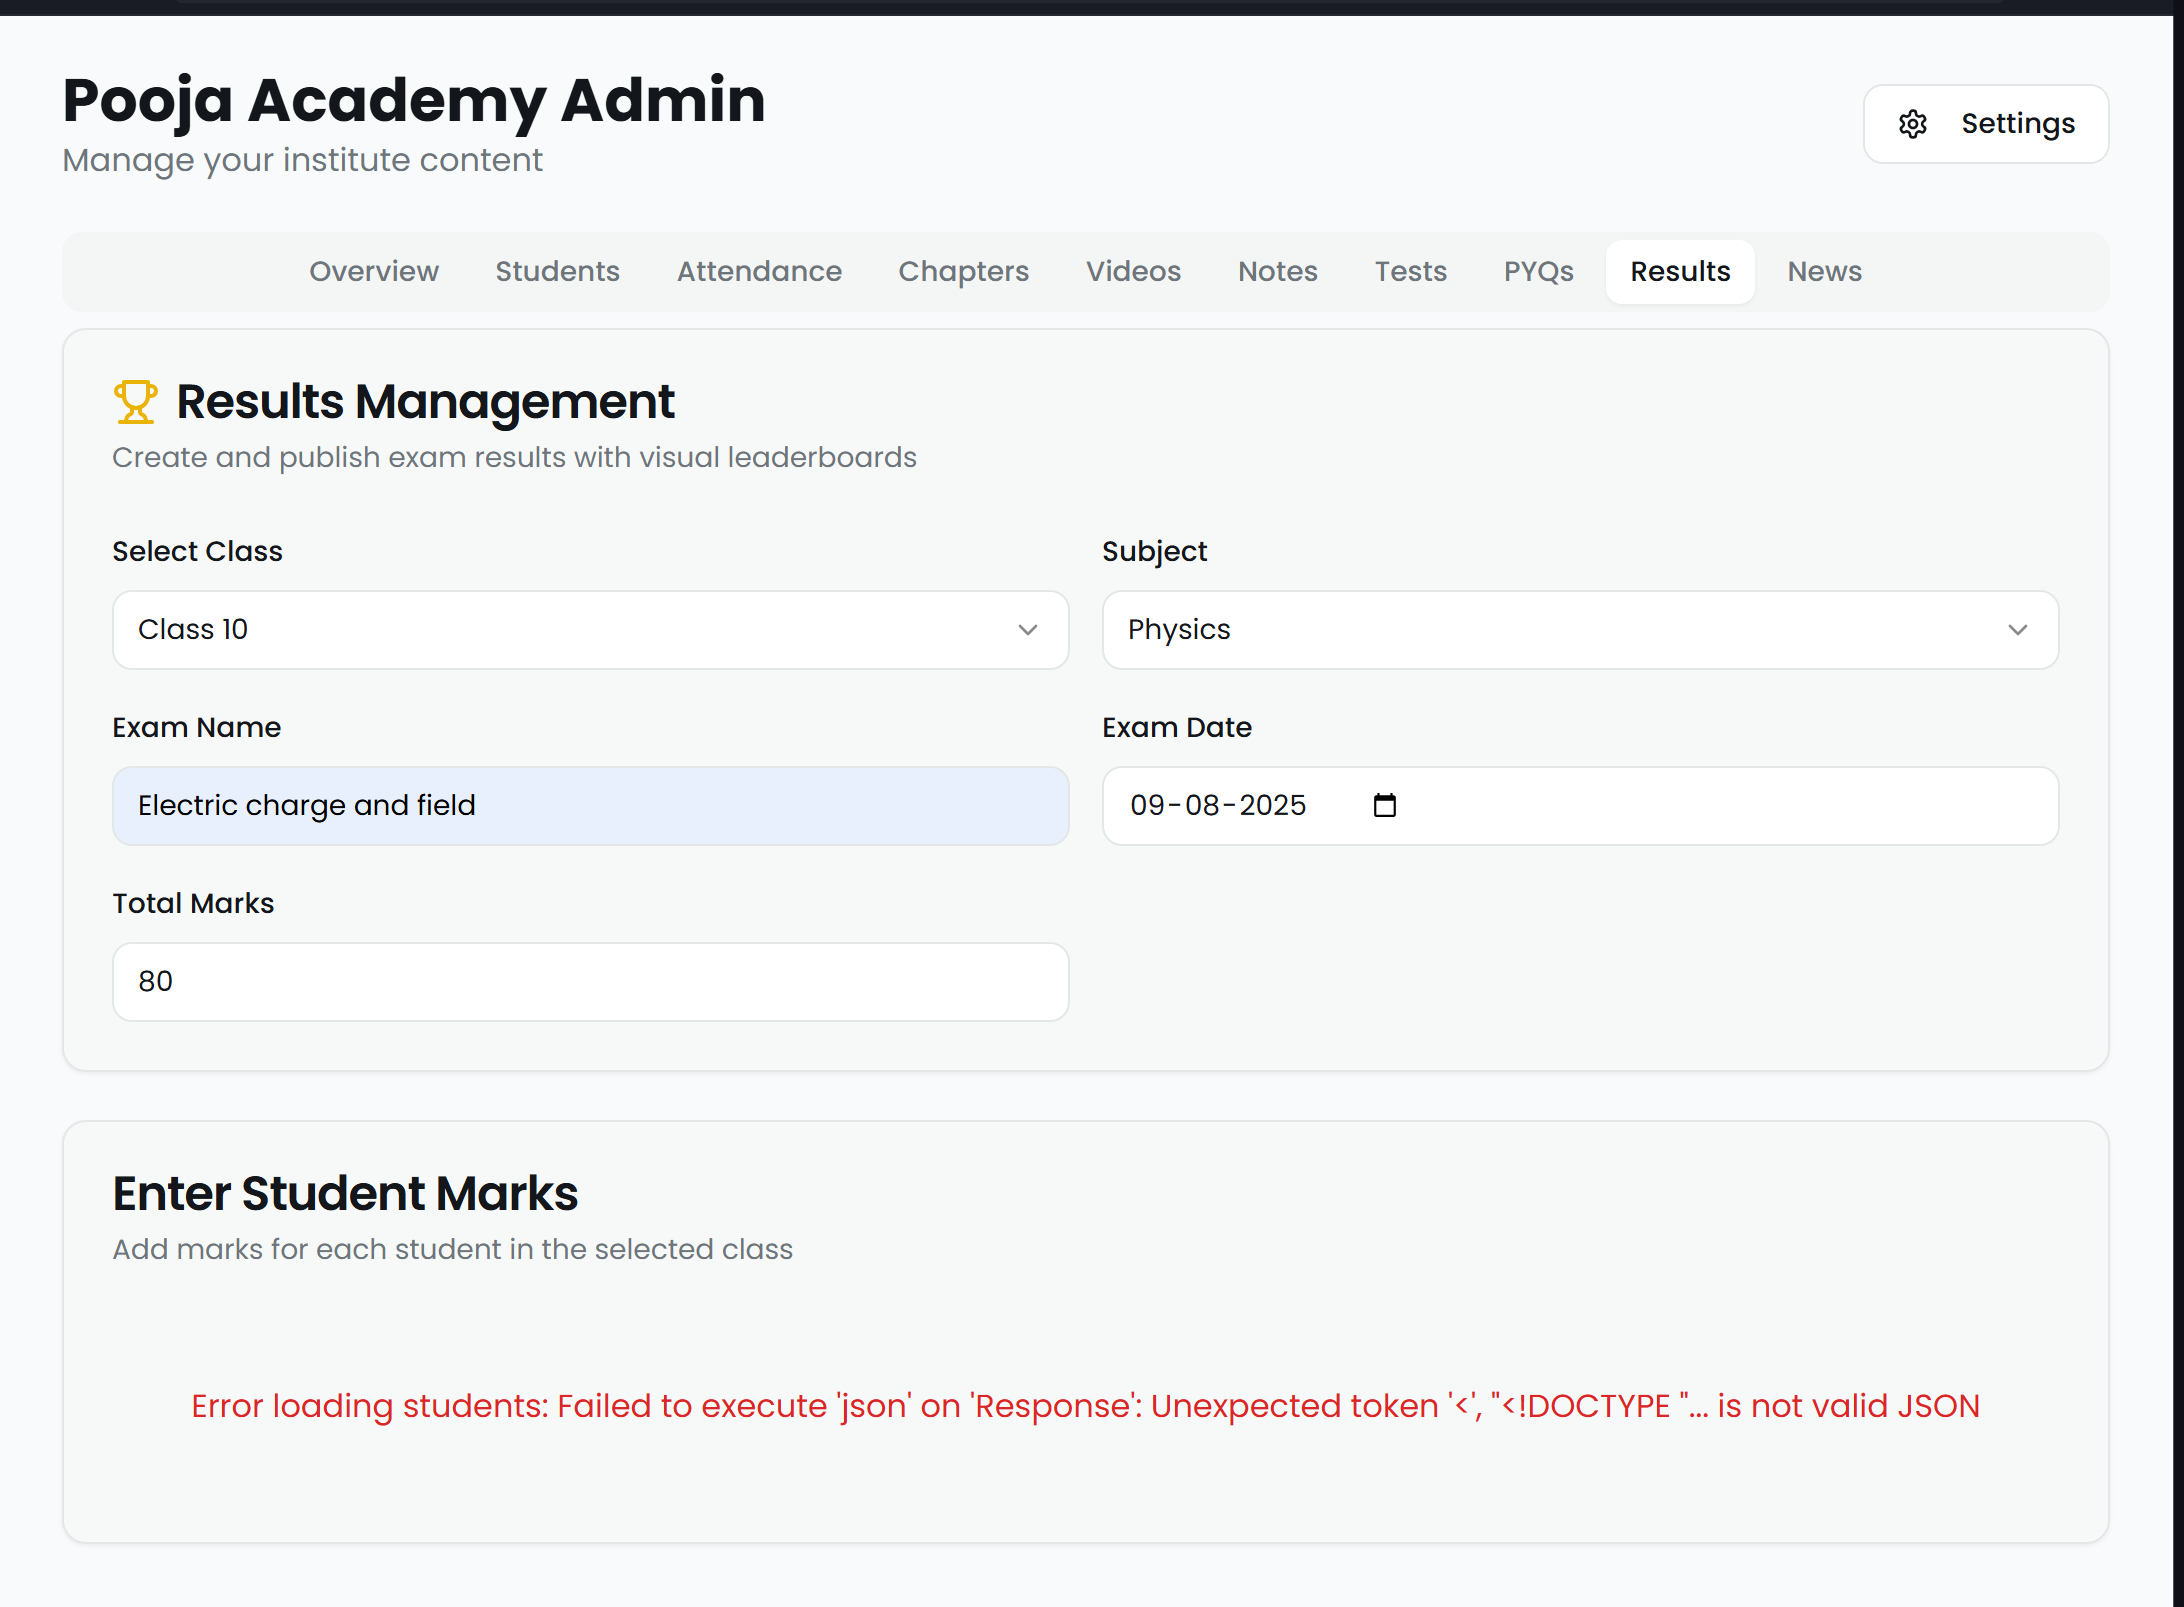 Pooja Academy Admin
Manage your institute content
Settings
Overview Students Attendance Chapters Videos Notes Tests PYQs Results News
Results Management
Create and publish exam results with visual leaderboards
Select Class
Subject
Class 10
Physics
Exam Name
Exam Date
Electric charge and field
09-08-2025
Total Marks
80
Enter Student Marks
Add marks for each student in the selected class
Error loading students: Failed to execute 'json' on 'Response': Unexpected token '<', "<!DOCTYPE "... is not valid JSON